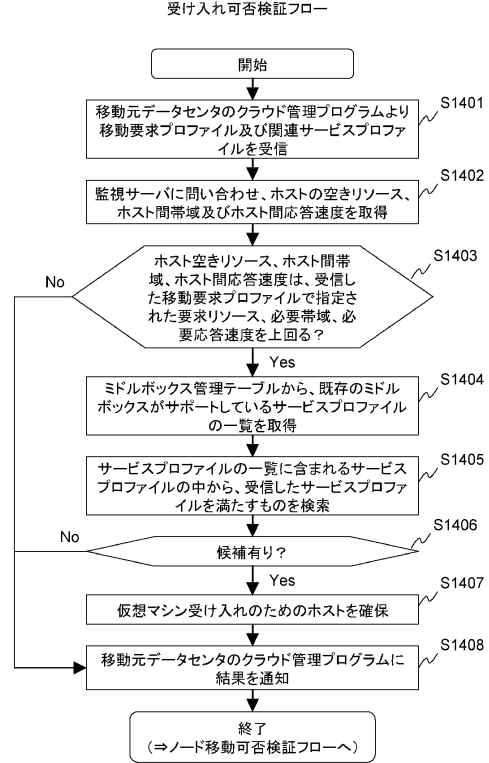 受け入れ可否検証フロー
開始
S1401
移動元データセンタのクラウド管理プログラムより
移動要求プロファイル及び関連サービスプロファ
イルを受信
S1402
監視サーバに問い合わせ、ホストの空きリソース、
ホスト間帯域及びホスト間応答速度を取得
S1403
ホスト空きリソース、ホスト間帯
域、ホスト間応答速度は、受信し
た移動要求プロファイルで指定さ
れた要求リソース、必要帯域、必
要応答速度を上回る？
No
Yes
S1404
ミドルボックス管理テーブルから、既存のミドル
ボックスがサポートしているサービスプロファイル
の一覧を取得
S1405
サービスプロファイルの一覧に含まれるサービス
プロファイルの中から、受信したサービスプロファ
イルを満たすものを検索
S1406
No
候補有り？
Yes
S1407
仮想マシン受け入れのためのホストを確保
S1408
移動元データセンタのクラウド管理プログラムに
結果を通知
終了
（⇒ノード移動可否検証フローへ）